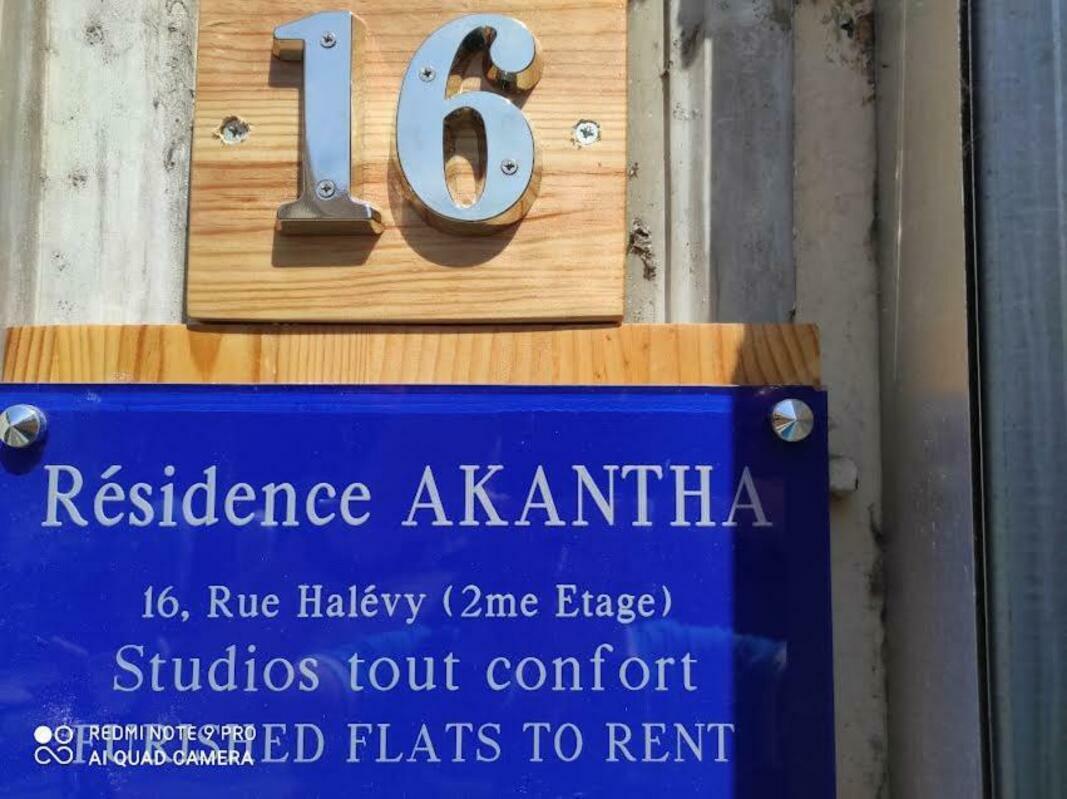 16
Résidence AKANTHA
16, Rue Halévy (2me Etage)
Studios tout confort
FURNISHED FLATS TO RENT
REDMI NOTE 9 PRO
AI QUAD CAMERA